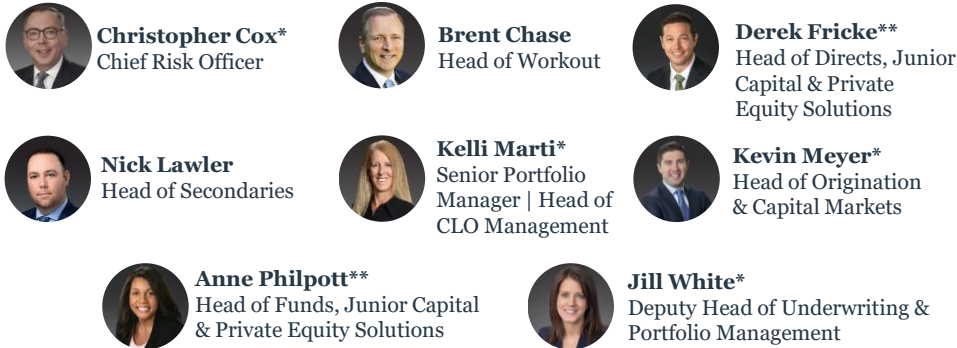 Christopher Cox*
Chief Risk Officer
Brent Chase
Head of Workout
Derek Fricke**
Head of Directs, Junior
Capital & Private
Equity Solutions
Nick Lawler
Head of Secondaries
Kelli Marti*
Senior Portfolio
Manager | Head of
CLO Management
Kevin Meyer*
Head of Origination
& Capital Markets
Anne Philpott**
Head of Funds, Junior Capital
& Private Equity Solutions
Jill White*
Deputy Head of Underwriting &
Portfolio Management